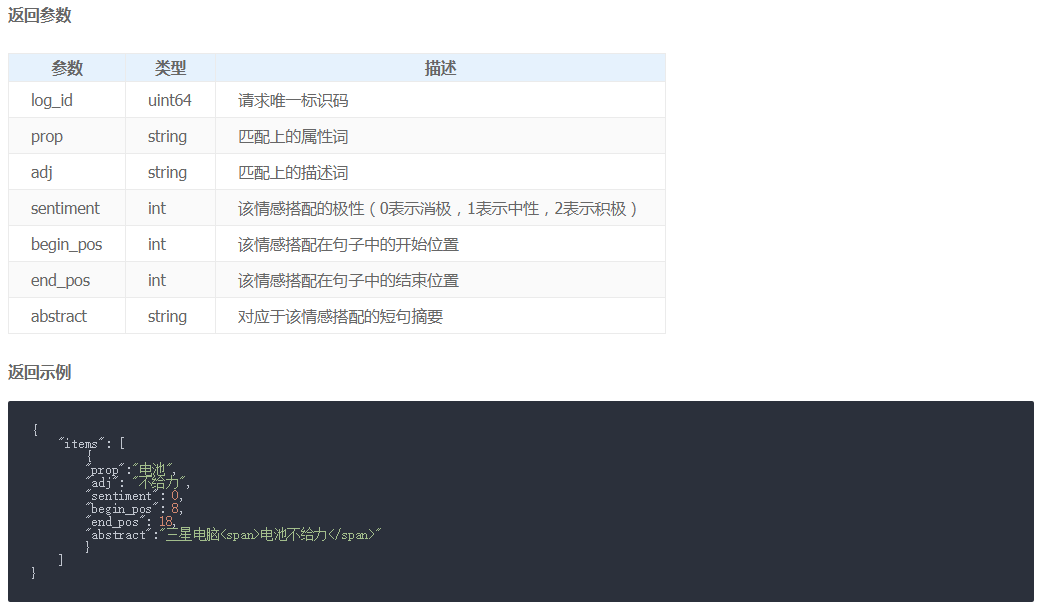 返回参数
参数 类型 描述
log_id uint64 请求唯一标识码
prop string 匹配上的属性词
adj string 匹配上的描述词
sentiment int 该情感搭配的极性（0表示消极，1表示中性，2表示积极）
begin_pos int 该情感搭配在句子中的开始位置
end_pos int 该情感搭配在句子中的结束位置
abstract string 对应于该情感搭配的短句摘要
返回示例
{
"items": [
{
"prop":"电池",
"adj": "不给力",
"sentiment": 0,
"begin_pos": 8,
"end_pos": 18,
"abstract":"三星电脑<span>电池不给力</span>"
}
]
}